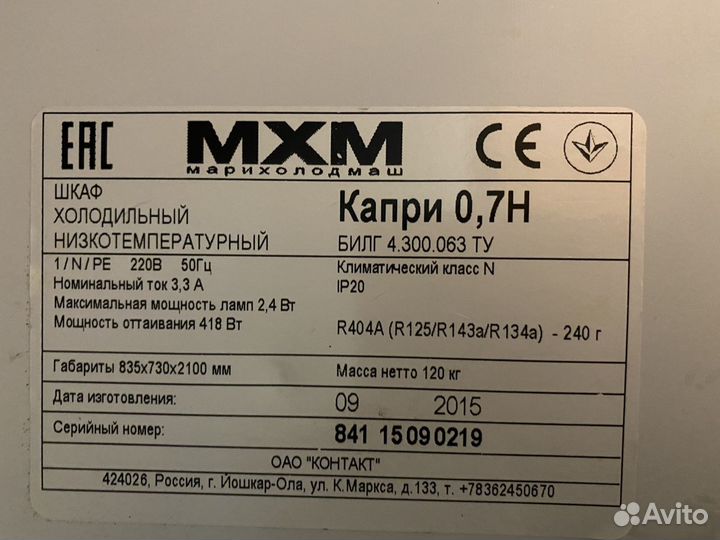 EAC МХМ CE
марихолодмаш
ШКАФ
ХОЛОДИЛЬНЫЙ
НИЗКОТЕМПЕРАТУРНЫЙ
Капри 0,7Н
БИЛГ 4.300.063 ТУ
1/N/PE 220В 50Гц
Номинальный ток 3,3 А
Максимальная мощность ламп 2,4 Вт
Мощность оттаивания 418 Вт
Климатический класс N
IP20
R404A (R125/R143a/R134a) - 240 г
Габариты 835х730х2100 мм Масса нетто 120 кг
Дата изготовления: 09 2015
Серийный номер: 841 15090219
ОАО "КОНТАКТ"
424026, Россия, г. Йошкар-Ола, ул. К.Маркса, д.133, т. +78362450670
Avito